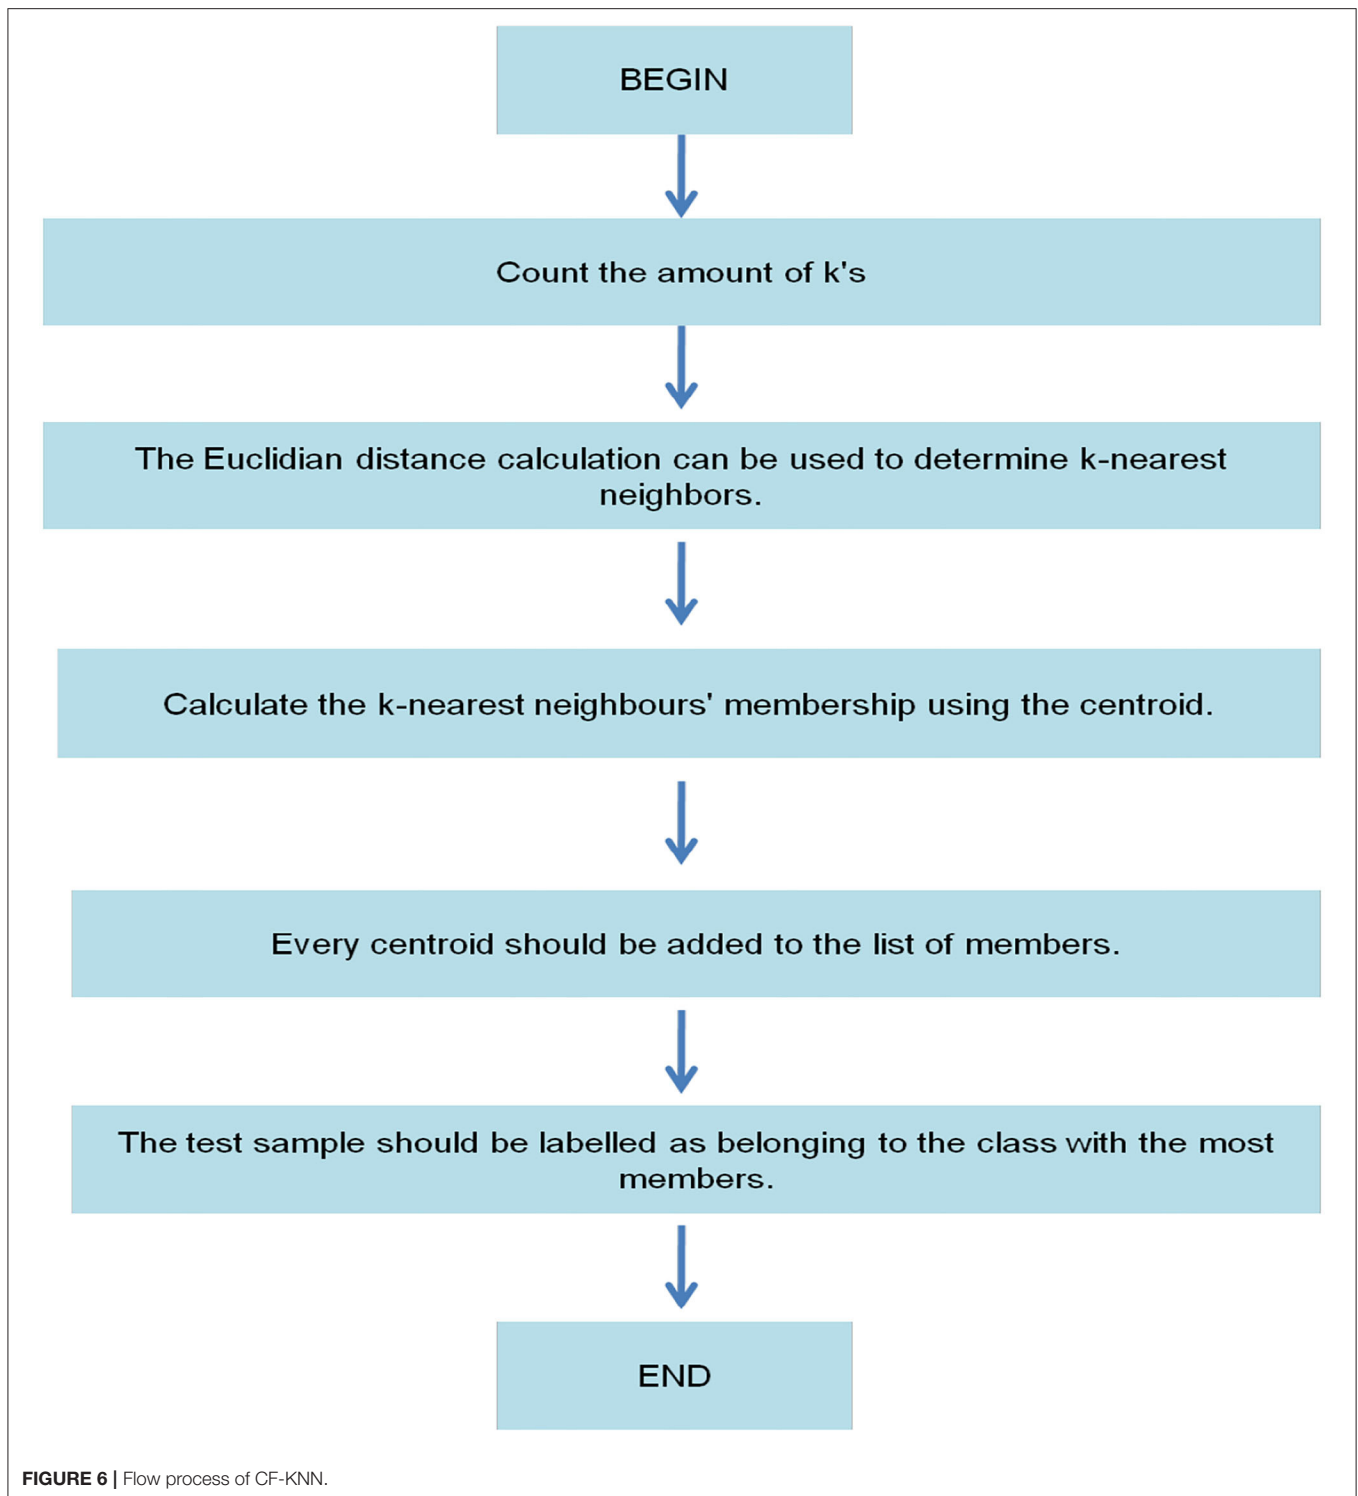 BEGIN
Count the amount of k's
The Euclidian distance calculation can be used to determine k-nearest
neighbors.
Calculate the k-nearest neighbours' membership using the centroid.
Every centroid should be added to the list of members.
The test sample should be labelled as belonging to the class with the most
members.
END
FIGURE 6 | Flow process of CF-KNN.